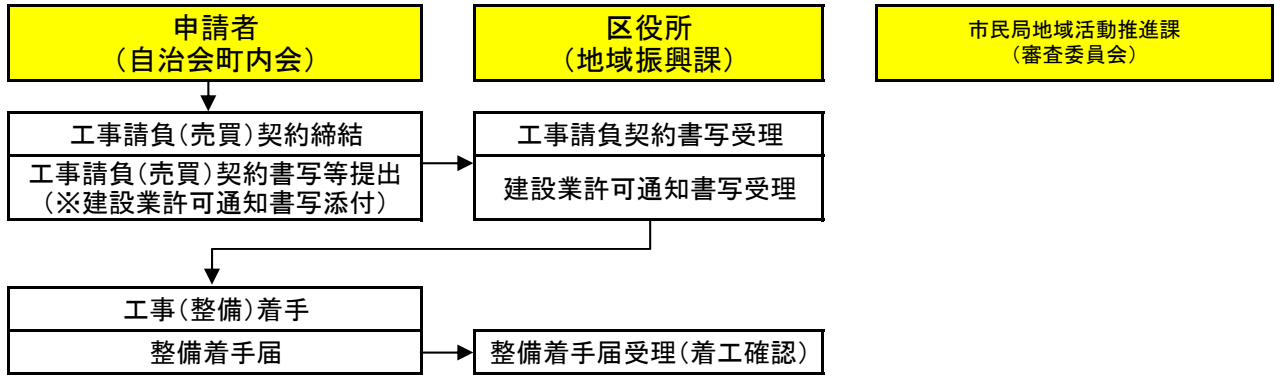 申請者
（自治会町内会）
区役所
（地域振興課）
市民局地域活動推進課
（審査委員会）
工事請負（売買）契約締結
工事請負（売買）契約書写等提出
（※建設業許可通知書写添付）
工事請負契約書写受理
建設業許可通知書写受理
工事（整備）着手
整備着手届
整備着手届受理（着工確認）